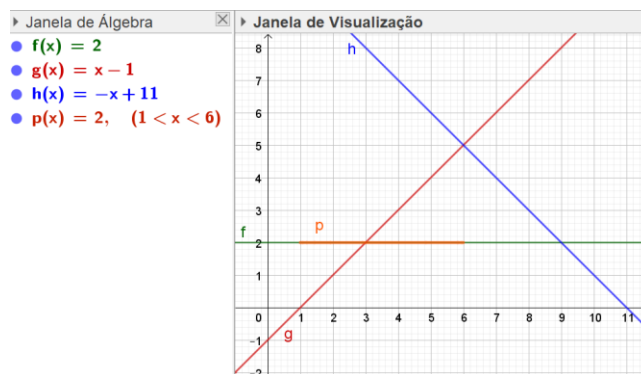 Janela de Álgebra
f(x) = 2
g(x) = x − 1
h(x) = −x + 11
p(x) = 2, (1 < x < 6)
Janela de Visualização
h
p
f
g
8
7
6
5
4
3
2
1
0
−1
−2
1 2 3 4 5 6 7 8 9 10 11